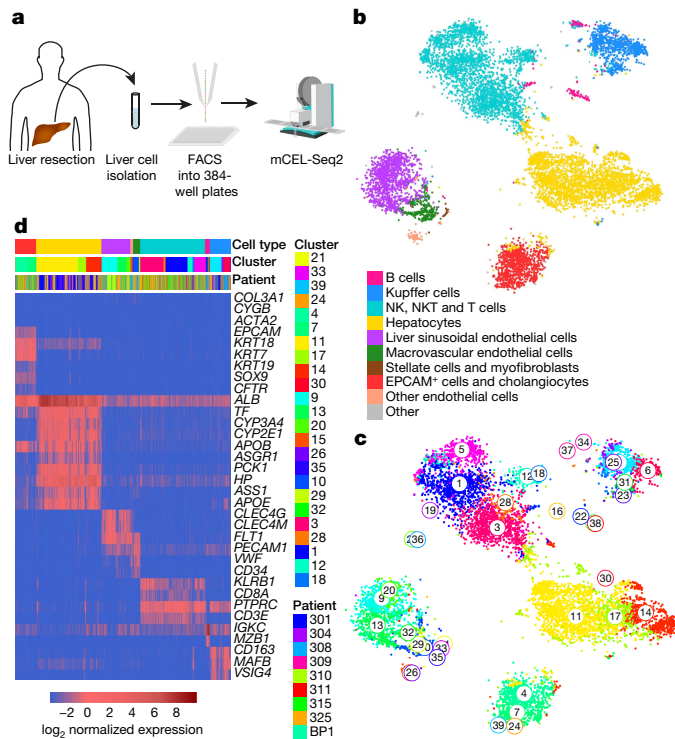 a
Liver resection
Liver cell
isolation
FACS
into 384-
well plates
mCEL-Seq2
b
B cells
Kupffer cells
NK, NKT and T cells
Hepatocytes
Liver sinusoidal endothelial cells
Macrovascular endothelial cells
Stellate cells and myofibroblasts
EPCAM+ cells and cholangiocytes
Other endothelial cells
Other
c
5
1
3
12
18
28
19
36
16
22
38
37
34
25
6
31
23
30
11
17
14
20
9
13
32
29
33
35
26
4
7
39
24
d
Cell type
Cluster
Patient
COL3A1
CYGB
ACTA2
EPCAM
KRT18
KRT7
KRT19
SOX9
CFTR
ALB
TF
CYP3A4
CYP2E1
APOB
ASGR1
PCK1
HP
ASS1
APOE
CLEC4G
CLEC4M
FLT1
PECAM1
VWF
CD34
KLRB1
CD8A
PTPRC
CD3E
IGKC
MZB1
CD163
MAFB
VSIG4
−2 0 2 4 6 8
log2 normalized expression
Cluster
21
33
39
24
4
7
11
17
14
30
9
13
20
15
26
35
10
29
32
3
28
1
12
18
Patient
301
304
308
309
310
311
315
325
BP1